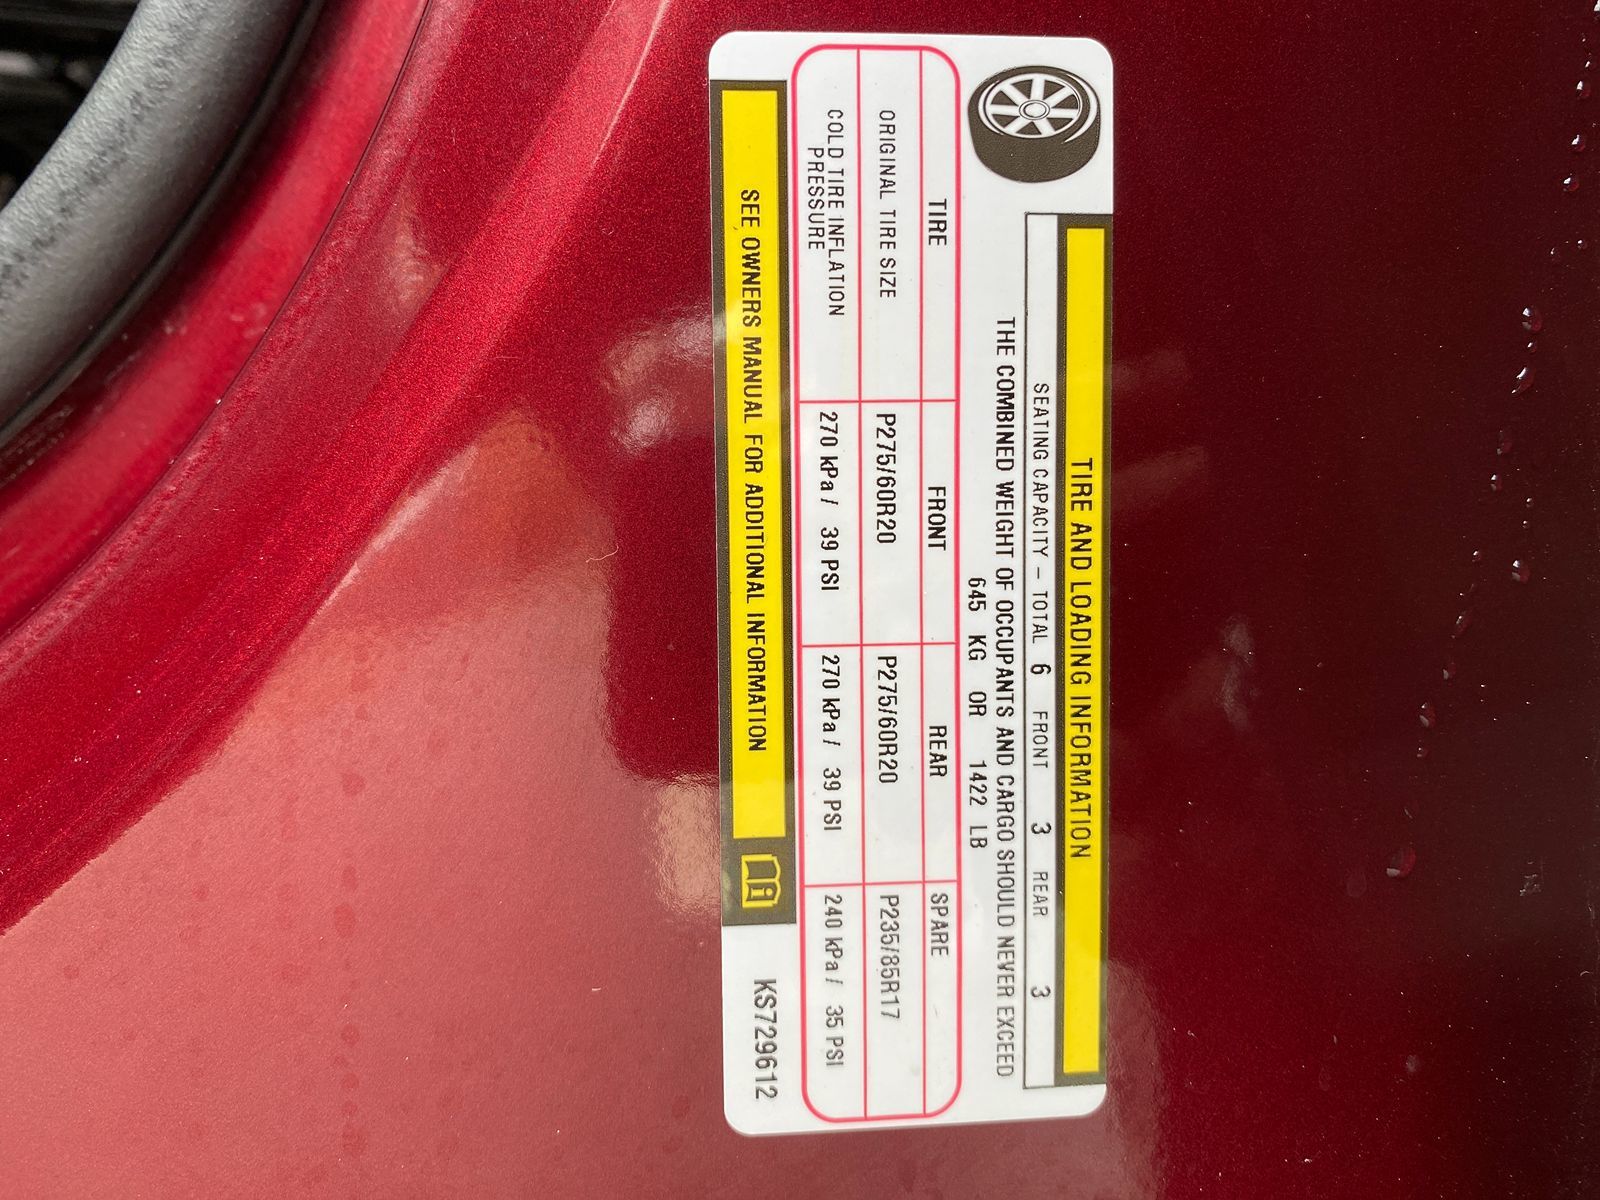 TIRE AND LOADING INFORMATION
SEATING CAPACITY – TOTAL 6 FRONT 3 REAR 3
THE COMBINED WEIGHT OF OCCUPANTS AND CARGO SHOULD NEVER EXCEED
645 KG OR 1422 LB
TIRE FRONT REAR SPARE
ORIGINAL TIRE SIZE P275/60R20 P275/60R20 P235/85R17
COLD TIRE INFLATION
PRESSURE 270 kPa / 39 PSI 270 kPa / 39 PSI 240 kPa / 35 PSI
SEE OWNERS MANUAL FOR ADDITIONAL INFORMATION
KS729612